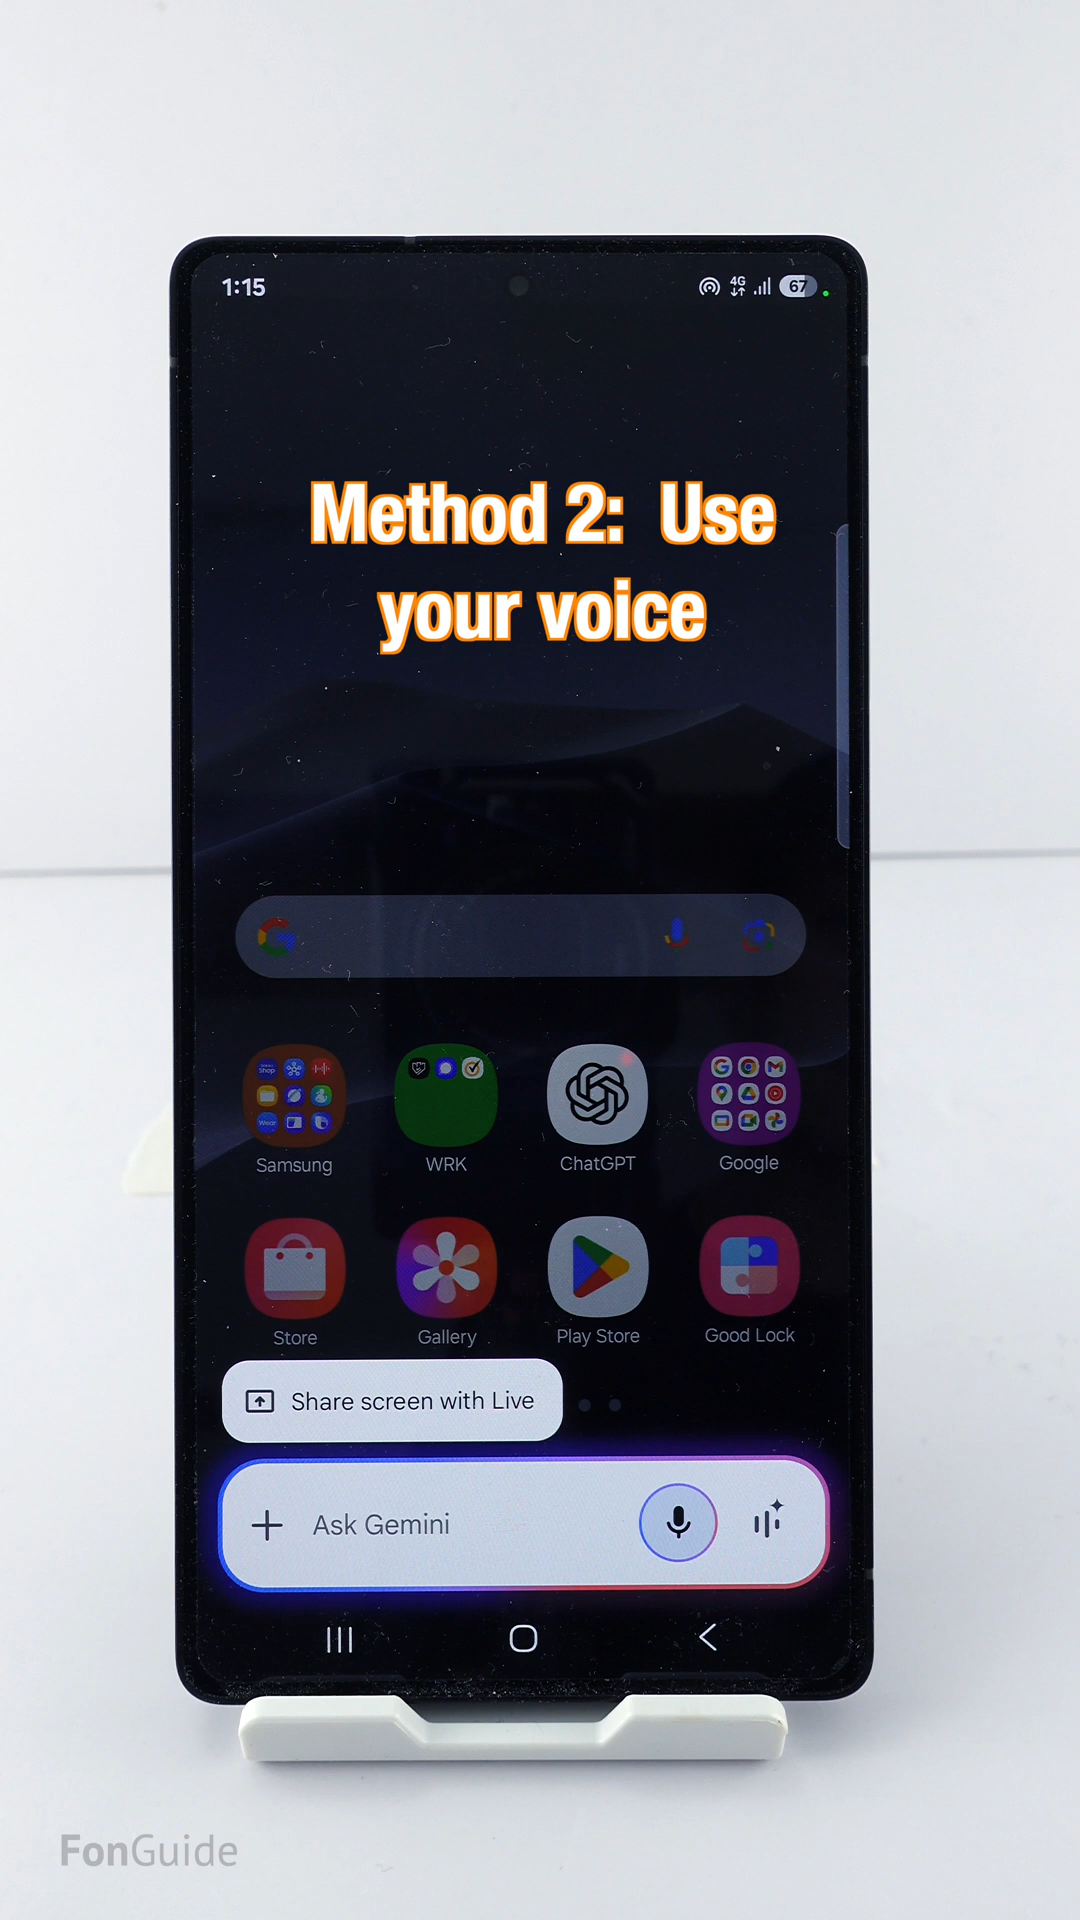 1:15
4G
67
Method 2: Use
your voice
Samsung
WRK
ChatGPT
Google
Store
Gallery
Play Store
Good Lock
Share screen with Live
Ask Gemini
FonGuide